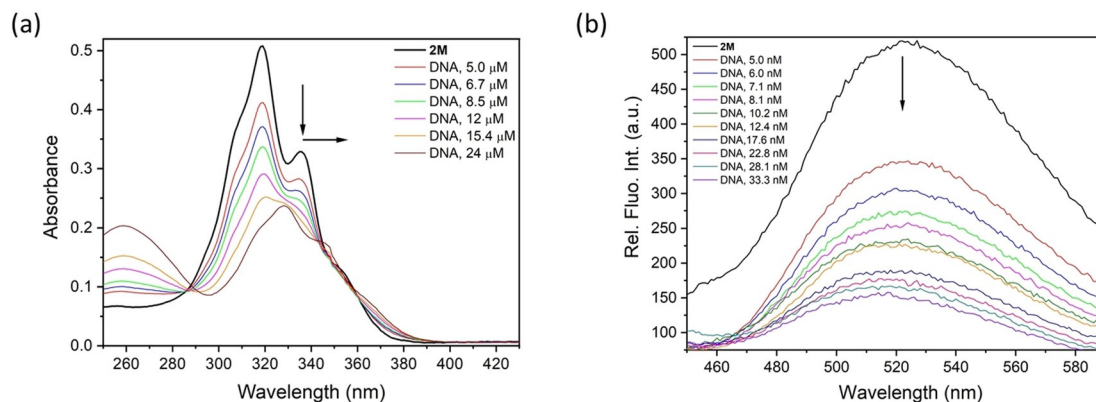 (a)
Absorbance
0.5
0.4
0.3
0.2
0.1
0.0
2M
DNA, 5.0 μM
DNA, 6.7 μM
DNA, 8.5 μM
DNA, 12 μM
DNA, 15.4 μM
DNA, 24 μM
260 280 300 320 340 360 380 400 420
Wavelength (nm)
(b)
Rel. Fluo. Int. (a.u.)
500
450
400
350
300
250
200
150
100
2M
DNA, 5.0 nM
DNA, 6.0 nM
DNA, 7.1 nM
DNA, 8.1 nM
DNA, 10.2 nM
DNA, 12.4 nM
DNA,17.6 nM
DNA, 22.8 nM
DNA, 28.1 nM
DNA, 33.3 nM
460 480 500 520 540 560 580
Wavelength (nm)